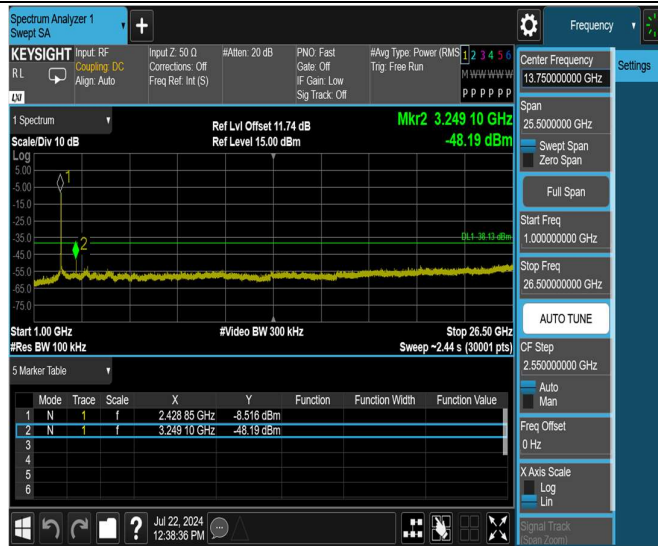 Spectrum Analyzer 1
Swept SA
Frequency
KEYSIGHT
RL
LXI
Input: RF
Coupling: DC
Align: Auto
Input Z: 50 Ω
Corrections: Off
Freq Ref: Int (S)
#Atten: 20 dB
PNO: Fast
Gate: Off
IF Gain: Low
Sig Track: Off
#Avg Type: Power (RMS
Trig: Free Run
1 2 3 4 5 6
M W W W W W
P P P P P P
1 Spectrum
Scale/Div 10 dB
Ref Lvl Offset 11.74 dB
Ref Level 15.00 dBm
Mkr2 3.249 10 GHz
-48.19 dBm
Log
5.00
-5.00
-15.0
-25.0
-35.0
-45.0
-55.0
-65.0
-75.0
1
2
DL1 -38.13 dBm
Start 1.00 GHz
#Res BW 100 kHz
#Video BW 300 kHz
Stop 26.50 GHz
Sweep ~2.44 s (30001 pts)
5 Marker Table
Mode Trace Scale X Y Function Function Width Function Value
1 N 1 f 2.428 85 GHz -8.516 dBm
2 N 1 f 3.249 10 GHz -48.19 dBm
3
4
5
6
Jul 22, 2024
12:38:36 PM
Center Frequency
13.750000000 GHz
Span
25.5000000 GHz
Swept Span
Zero Span
Full Span
Start Freq
1.000000000 GHz
Stop Freq
26.500000000 GHz
AUTO TUNE
CF Step
2.550000000 GHz
Auto
Man
Freq Offset
0 Hz
X Axis Scale
Log
Lin
Signal Track
(Span Zoom)
Settings